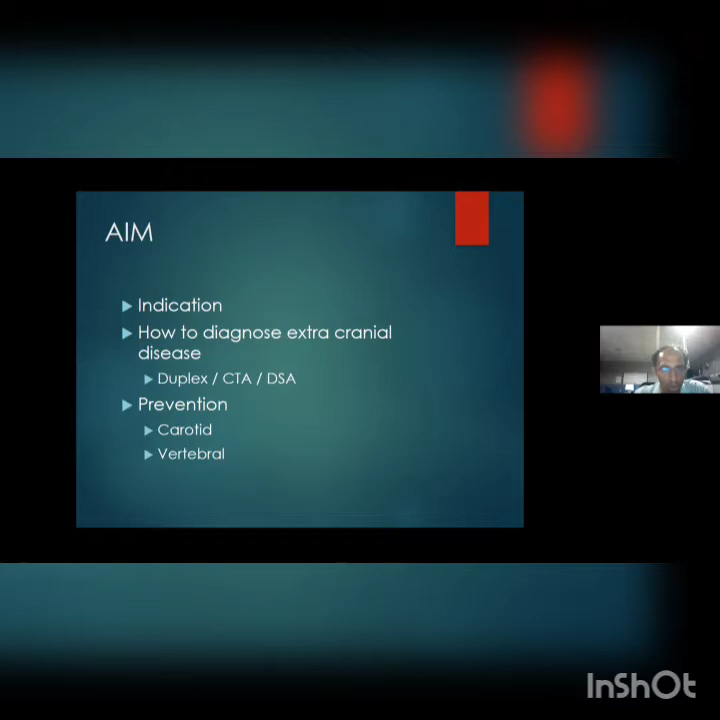 AIM
Indication
How to diagnose extra cranial
disease
Duplex / CTA / DSA
Prevention
Carotid
Vertebral
InShOt